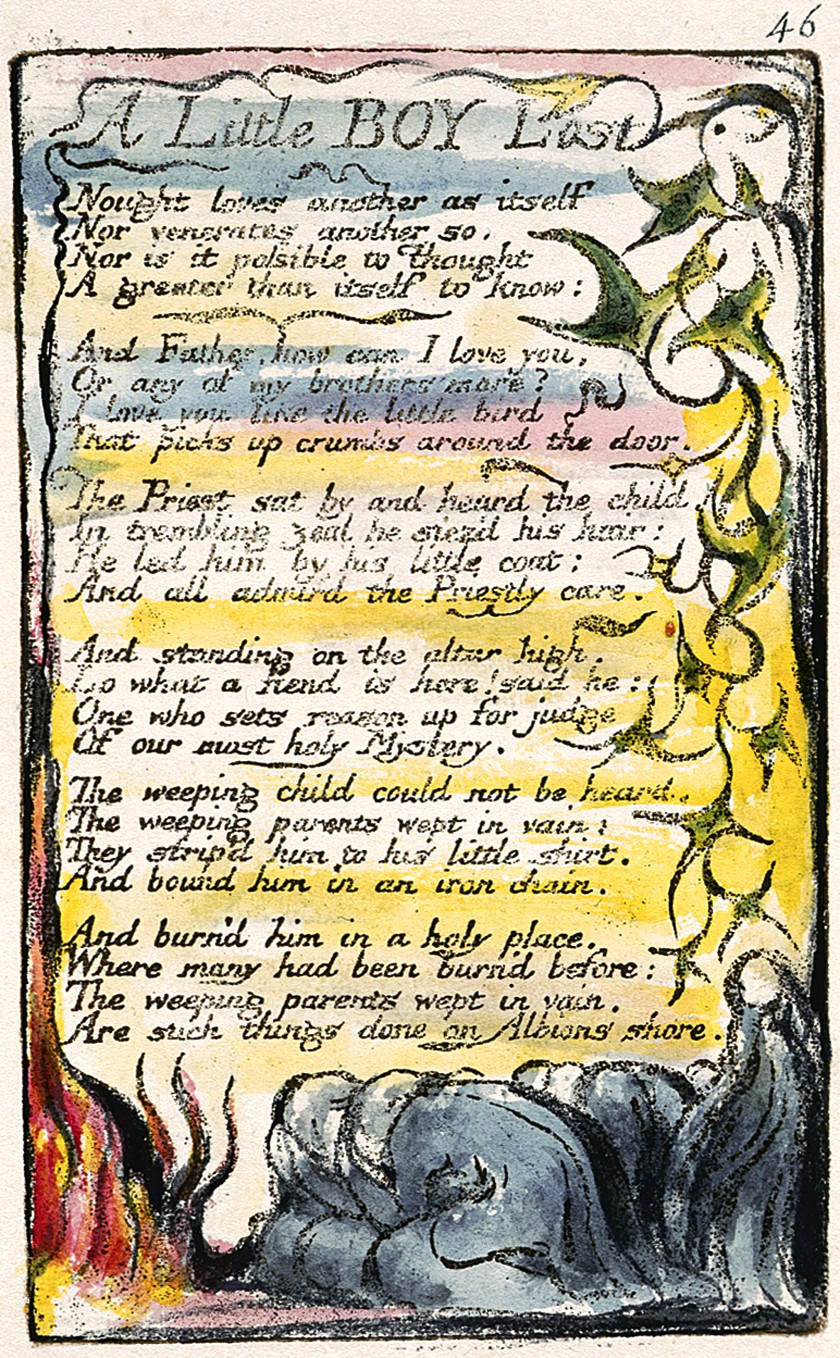 46
A Little BOY Lost
Nought loves another as itself
Nor venerates another so.
Nor is it possible to Thought
A greater than itself to know:
And Father, how can I love you,
Or any of my brothers more?
I love you like the little bird
That picks up crumbs around the door.
The Priest sat by and heard the child.
In trembling zeal he siez'd his hair:
He led him by his little coat:
And all admir'd the Priestly care.
And standing on the altar high.
Lo what a fiend is here! said he:
One who sets reason up for judge
Of our most holy Mystery.
The weeping child could not be heard.
The weeping parents wept in vain:
They strip'd him to his little shirt.
And bound him in an iron chain.
And burn'd him in a holy place.
Where many had been burn'd before:
The weeping parents wept in vain.
Are such things done on Albions shore.